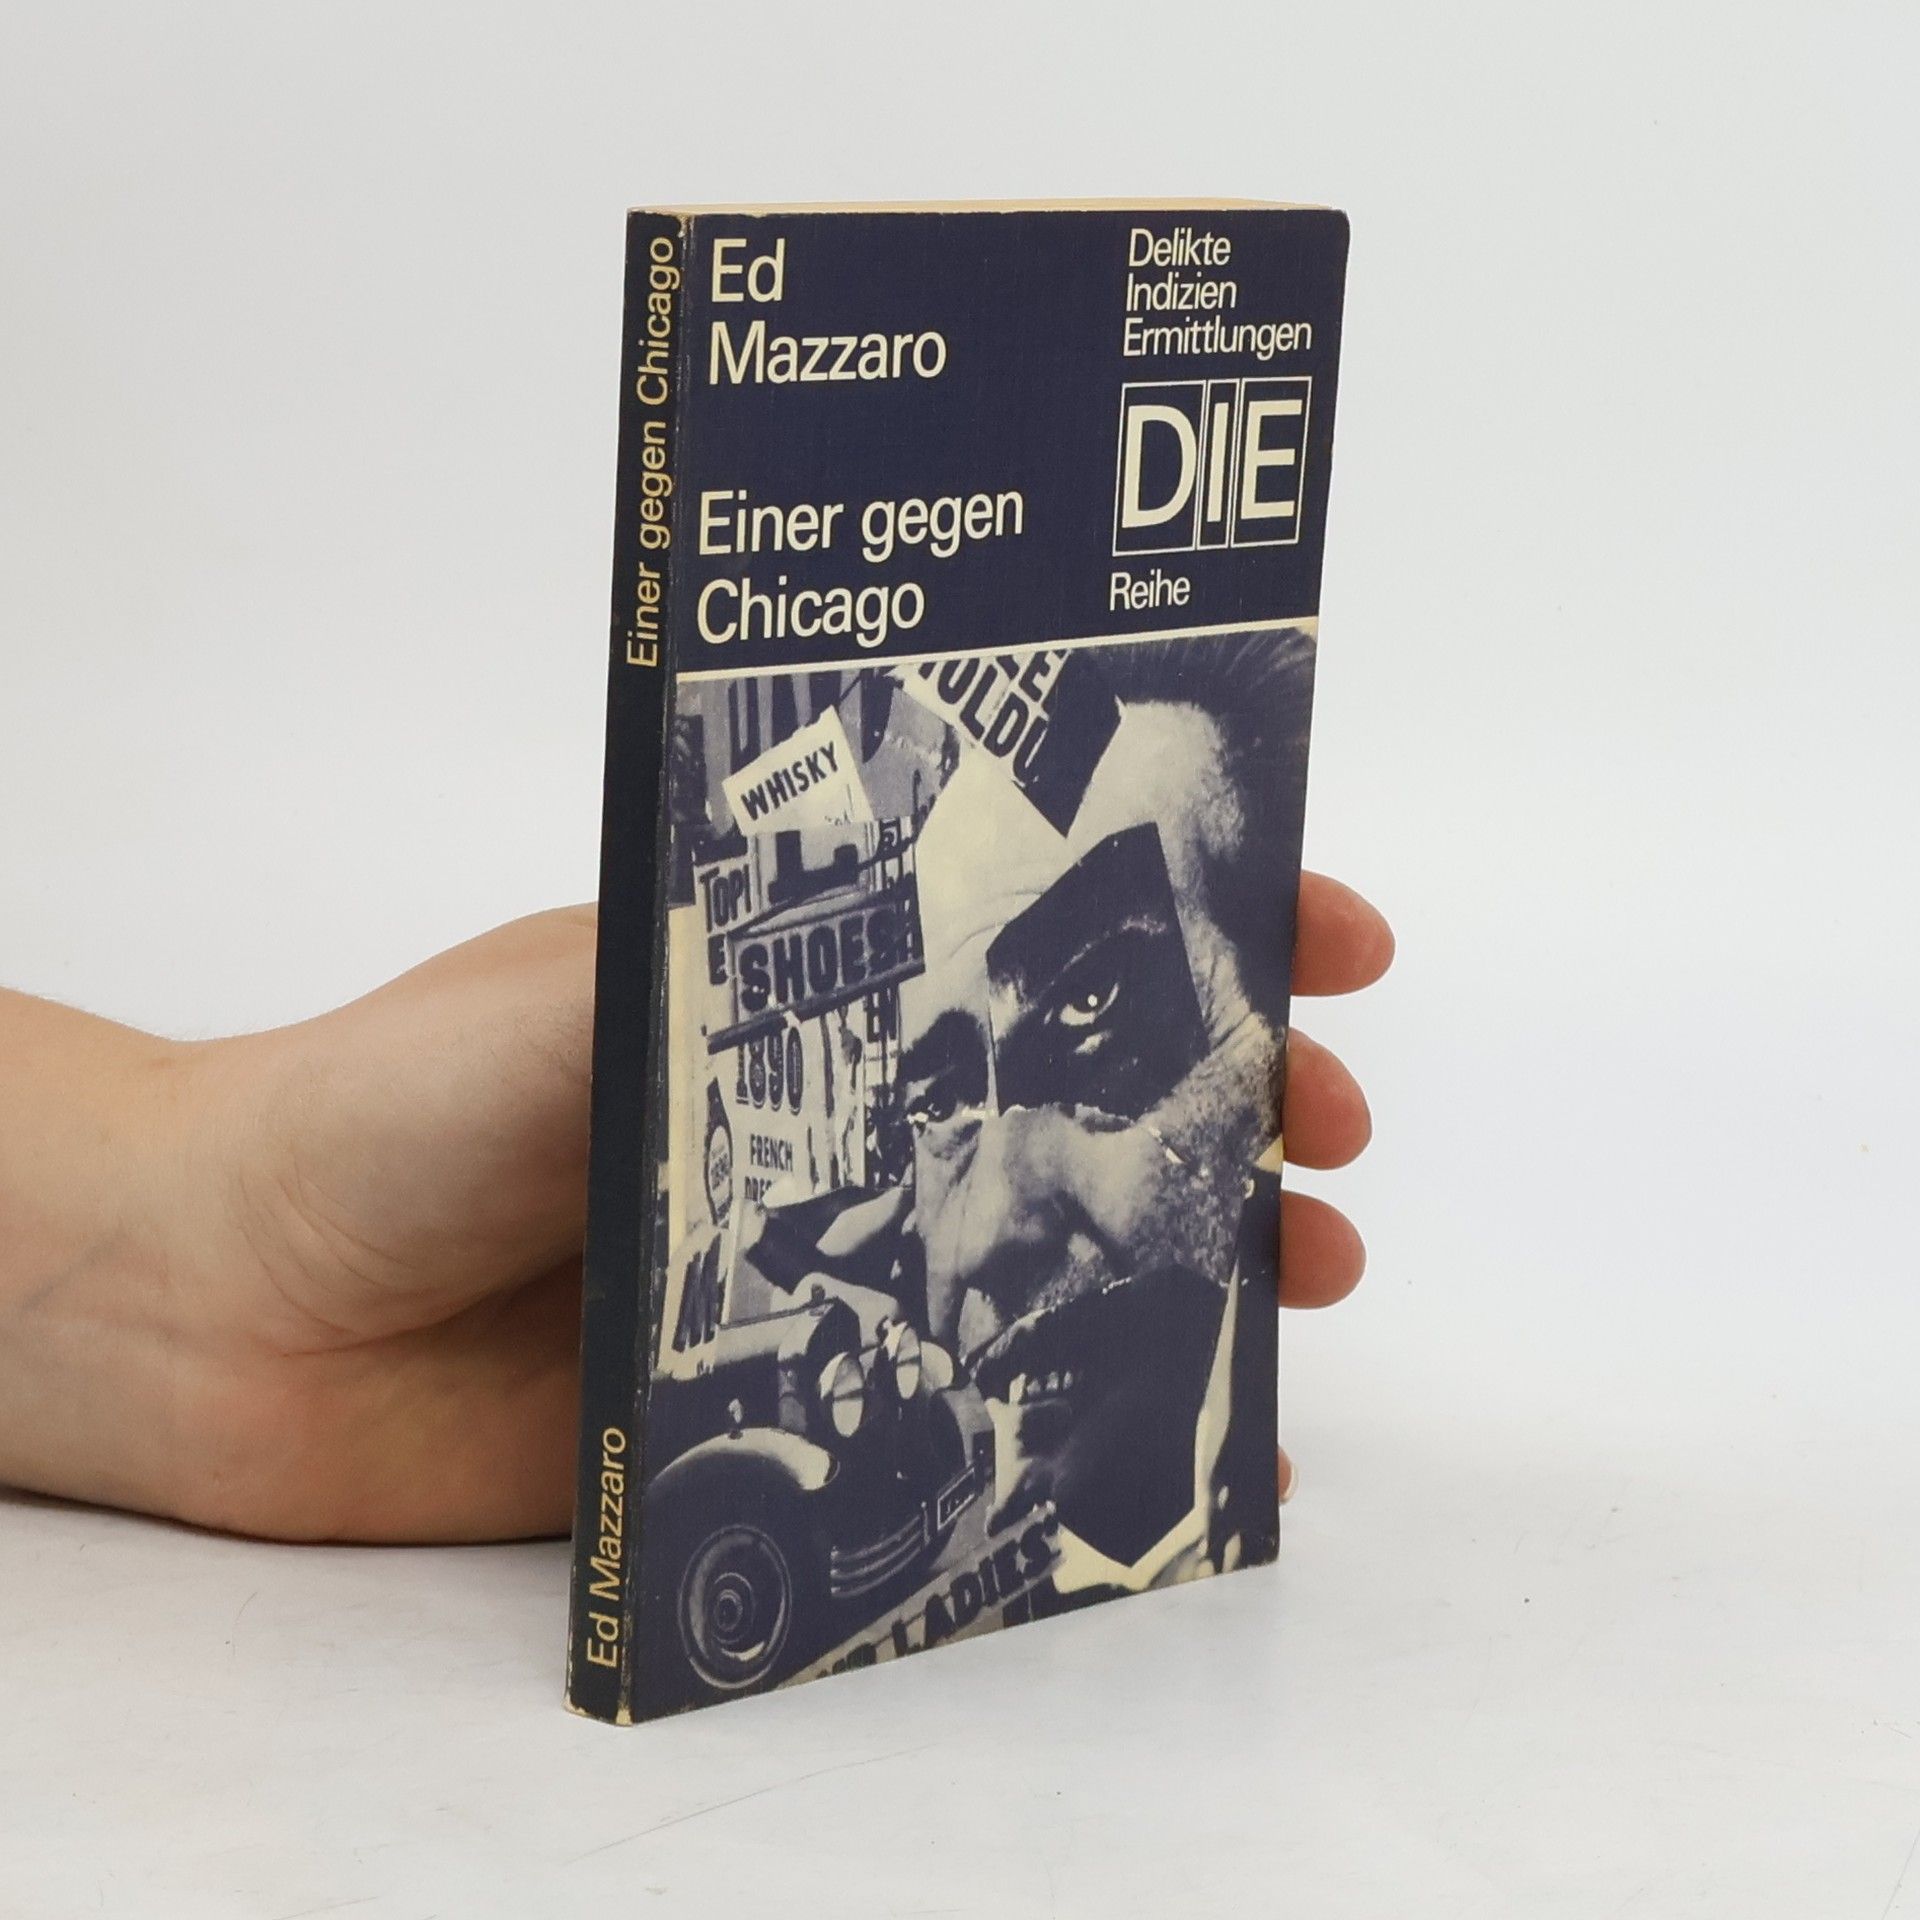 Einer gegen Chicago
Ed Mazzaro
Ed
Mazzaro
Einer gegen
Chicago
Delikte
Indizien
Ermittlungen
DIE
Reihe
WHISKY
TOPI
E
SHOES
1890
FRENCH
LADIES'